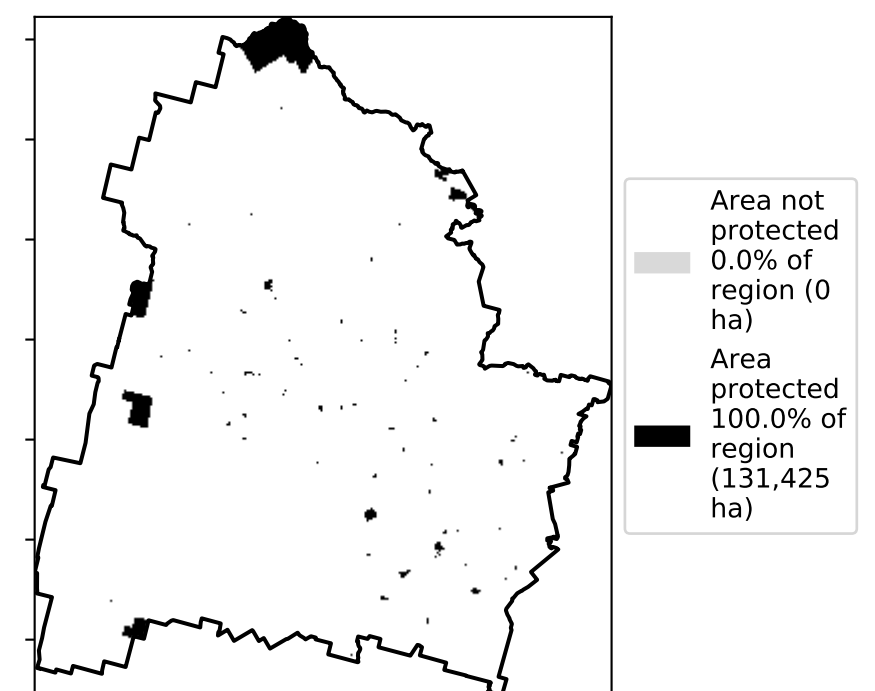 Area not
protected
0.0% of
region (0
ha)
Area
protected
100.0% of
region
(131,425
ha)